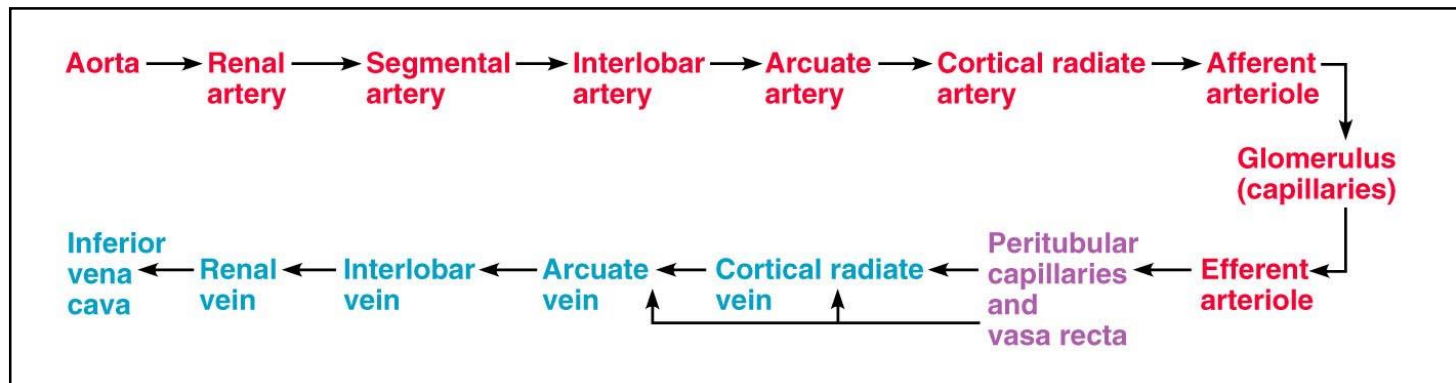 Aorta
Renal
artery
Segmental
artery
Interlobar
artery
Arcuate
artery
Cortical radiate
artery
Afferent
arteriole
Glomerulus
(capillaries)
Efferent
arteriole
Peritubular
capillaries
and
vasa recta
Cortical radiate
vein
Arcuate
vein
Interlobar
vein
Renal
vein
Inferior
vena
cava